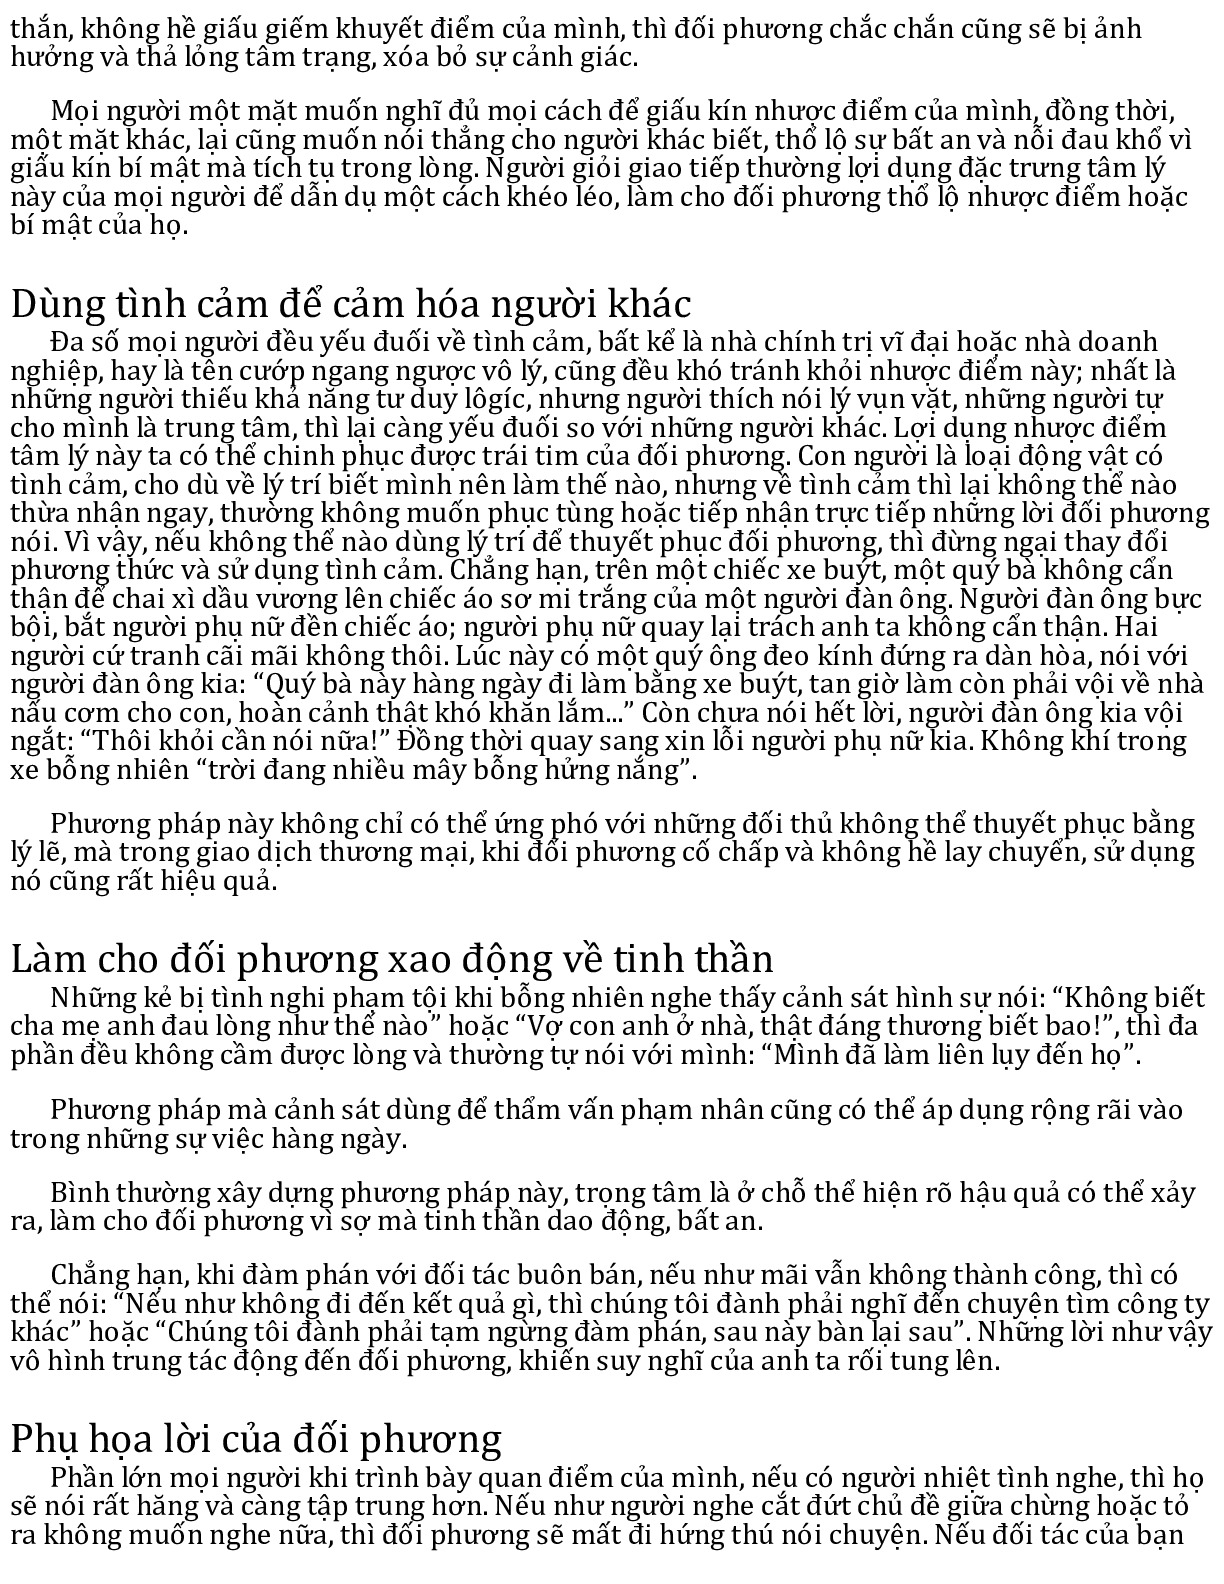 thắn, không hề giấu giếm khuyết điểm của mình, thì đối phương chắc chắn cũng sẽ bị ảnh
hưởng và thả lỏng tâm trạng, xóa bỏ sự cảnh giác.
Mọi người một mặt muốn nghĩ đủ mọi cách để giấu kín nhược điểm của mình, đồng thời,
một mặt khác, lại cũng muốn nói thẳng cho người khác biết, thổ lộ sự bất an và nỗi đau khổ vì
giấu kín bí mật mà tích tụ trong lòng. Người giỏi giao tiếp thường lợi dụng đặc trưng tâm lý
này của mọi người để dẫn dụ một cách khéo léo, làm cho đối phương thổ lộ nhược điểm hoặc
bí mật của họ.
Dùng tình cảm để cảm hóa người khác
Đa số mọi người đều yếu đuối về tình cảm, bất kể là nhà chính trị vĩ đại hoặc nhà doanh
nghiệp, hay là tên cướp ngang ngược vô lý, cũng đều khó tránh khỏi nhược điểm này; nhất là
những người thiếu khả năng tư duy lôgíc, nhưng người thích nói lý vụn vặt, những người tự
cho mình là trung tâm, thì lại càng yếu đuối so với những người khác. Lợi dụng nhược điểm
tâm lý này ta có thể chinh phục được trái tim của đối phương. Con người là loại động vật có
tình cảm, cho dù về lý trí biết mình nên làm thế nào, nhưng về tình cảm thì lại không thể nào
thừa nhận ngay, thường không muốn phục tùng hoặc tiếp nhận trực tiếp những lời đối phương
nói. Vì vậy, nếu không thể nào dùng lý trí để thuyết phục đối phương, thì đừng ngại thay đổi
phương thức và sử dụng tình cảm. Chẳng hạn, trên một chiếc xe buýt, một quý bà không cẩn
thận để chai xì dầu vương lên chiếc áo sơ mi trắng của một người đàn ông. Người đàn ông bực
bội, bắt người phụ nữ đền chiếc áo; người phụ nữ quay lại trách anh ta không cẩn thận. Hai
người cứ tranh cãi mãi không thôi. Lúc này có một quý ông đeo kính đứng ra dàn hòa, nói với
người đàn ông kia: “Quý bà này hàng ngày đi làm bằng xe buýt, tan giờ làm còn phải vội về nhà
nấu cơm cho con, hoàn cảnh thật khó khăn lắm...” Còn chưa nói hết lời, người đàn ông kia vội
ngắt: “Thôi khỏi cần nói nữa!” Đồng thời quay sang xin lỗi người phụ nữ kia. Không khí trong
xe bỗng nhiên “trời đang nhiều mây bỗng hửng nắng”.
Phương pháp này không chỉ có thể ứng phó với những đối thủ không thể thuyết phục bằng
lý lẽ, mà trong giao dịch thương mại, khi đối phương cố chấp và không hề lay chuyển, sử dụng
nó cũng rất hiệu quả.
Làm cho đối phương xao động về tinh thần
Những kẻ bị tình nghi phạm tội khi bỗng nhiên nghe thấy cảnh sát hình sự nói: “Không biết
cha mẹ anh đau lòng như thế nào” hoặc “Vợ con anh ở nhà, thật đáng thương biết bao!”, thì đa
phần đều không cầm được lòng và thường tự nói với mình: “Mình đã làm liên lụy đến họ”.
Phương pháp mà cảnh sát dùng để thẩm vấn phạm nhân cũng có thể áp dụng rộng rãi vào
trong những sự việc hàng ngày.
Bình thường xây dựng phương pháp này, trọng tâm là ở chỗ thể hiện rõ hậu quả có thể xảy
ra, làm cho đối phương vì sợ mà tinh thần dao động, bất an.
Chẳng hạn, khi đàm phán với đối tác buôn bán, nếu như mãi vẫn không thành công, thì có
thể nói: “Nếu như không đi đến kết quả gì, thì chúng tôi đành phải nghĩ đến chuyện tìm công ty
khác” hoặc “Chúng tôi đành phải tạm ngừng đàm phán, sau này bàn lại sau”. Những lời như vậy
vô hình trung tác động đến đối phương, khiến suy nghĩ của anh ta rối tung lên.
Phụ họa lời của đối phương
Phần lớn mọi người khi trình bày quan điểm của mình, nếu có người nhiệt tình nghe, thì họ
sẽ nói rất hăng và càng tập trung hơn. Nếu như người nghe cắt đứt chủ đề giữa chừng hoặc tỏ
ra không muốn nghe nữa, thì đối phương sẽ mất đi hứng thú nói chuyện. Nếu đối tác của bạn